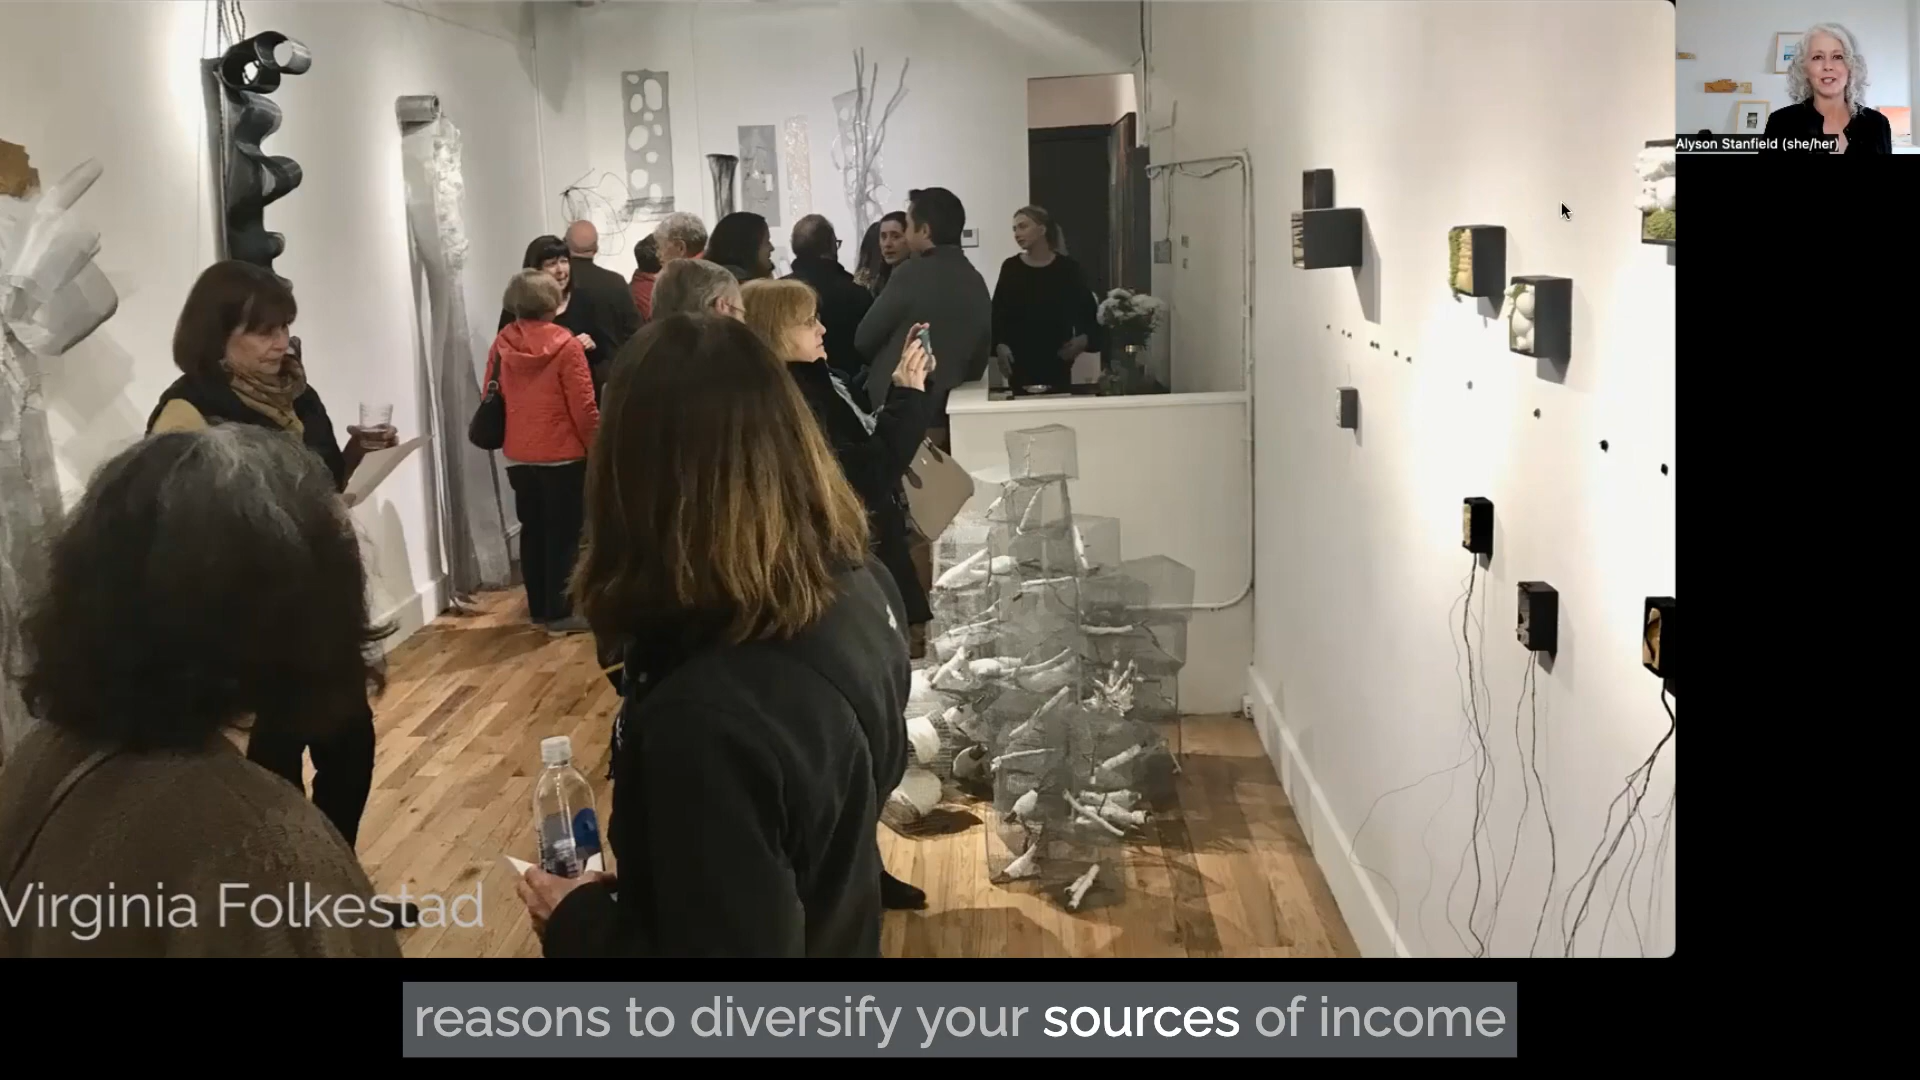 Alyson Stanfield (she/her)
Virginia Folkestad
reasons to diversify your sources of income